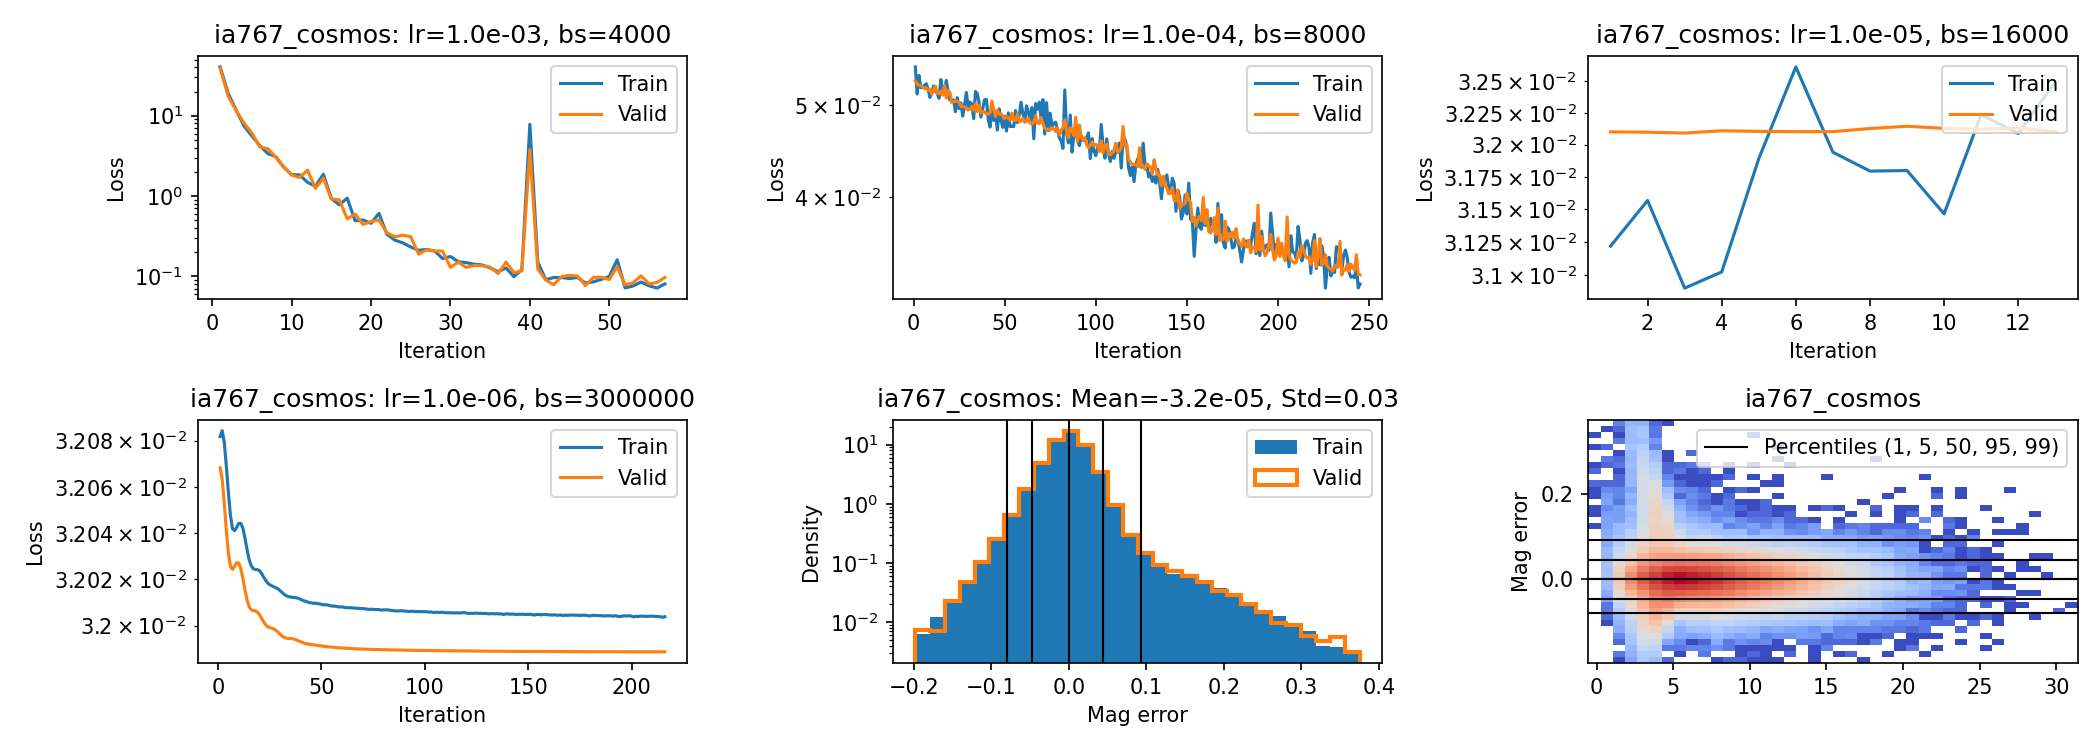 ia767_cosmos: lr=1.0e-03, bs=4000
Loss
10¹
10⁰
10⁻¹
Train
Valid
0 10 20 30 40 50
Iteration
ia767_cosmos: lr=1.0e-04, bs=8000
Loss
5 × 10⁻²
4 × 10⁻²
Train
Valid
0 50 100 150 200 250
Iteration
ia767_cosmos: lr=1.0e-05, bs=16000
Loss
3.25 × 10⁻²
3.225 × 10⁻²
3.2 × 10⁻²
3.175 × 10⁻²
3.15 × 10⁻²
3.125 × 10⁻²
3.1 × 10⁻²
Train
Valid
2 4 6 8 10 12
Iteration
ia767_cosmos: lr=1.0e-06, bs=3000000
Loss
3.208 × 10⁻²
3.206 × 10⁻²
3.204 × 10⁻²
3.202 × 10⁻²
3.2 × 10⁻²
Train
Valid
0 50 100 150 200
Iteration
ia767_cosmos: Mean=-3.2e-05, Std=0.03
Density
10¹
10⁰
10⁻¹
10⁻²
Train
Valid
−0.2 −0.1 0.0 0.1 0.2 0.3 0.4
Mag error
ia767_cosmos
Mag error
0.2
0.0
Percentiles (1, 5, 50, 95, 99)
0 5 10 15 20 25 30